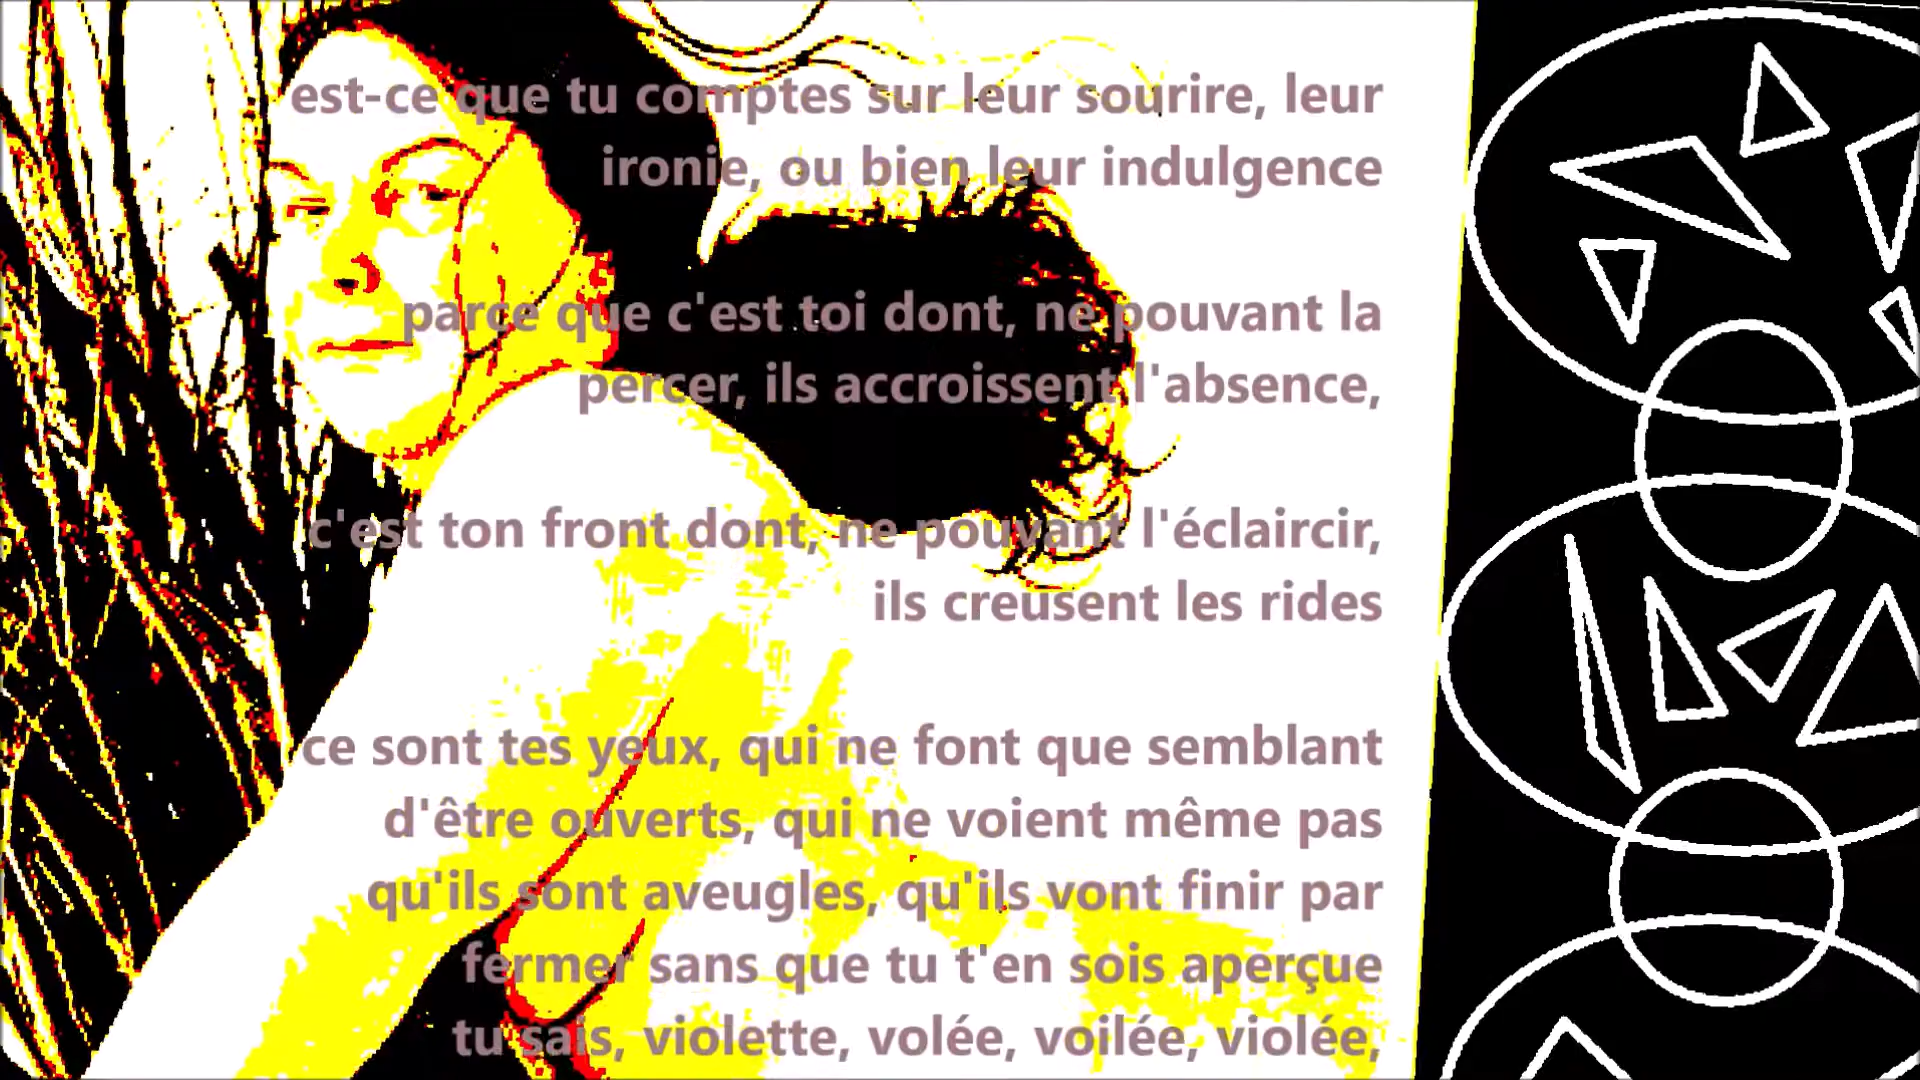 est-ce que tu comptes sur leur sourire, leur
ironie, ou bien leur indulgence
parce que c'est toi dont, ne pouvant la
percer, ils accroissent l'absence,
c'est ton front dont, ne pouvant l'éclaircir,
ils creusent les rides
ce sont tes yeux, qui ne font que semblant
d'être ouverts, qui ne voient même pas
qu'ils sont aveugles, qu'ils vont finir par
fermer sans que tu t'en sois aperçue
tu sais, violette, volée, voilée, violée,